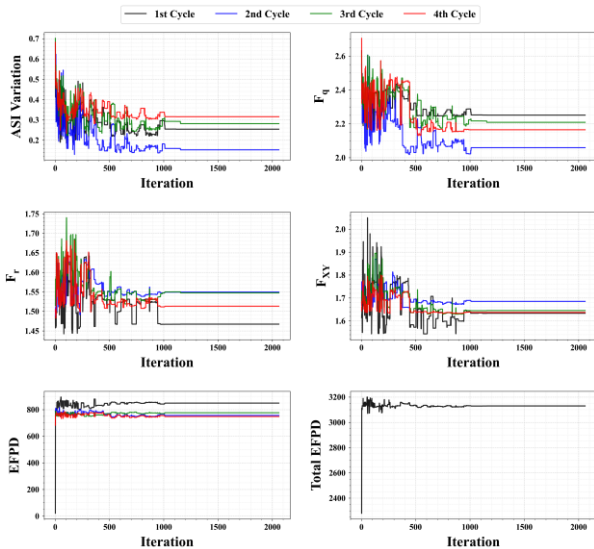 1st Cycle 2nd Cycle 3rd Cycle 4th Cycle
ASI Variation
0.7
0.6
0.5
0.4
0.3
0.2
0 500 1000 1500 2000
Iteration
Fq
2.6
2.4
2.2
2.0
0 500 1000 1500 2000
Iteration
Fr
1.75
1.70
1.65
1.60
1.55
1.50
1.45
0 500 1000 1500 2000
Iteration
FXY
2.0
1.9
1.8
1.7
1.6
0 500 1000 1500 2000
Iteration
EFPD
800
600
400
200
0
0 500 1000 1500 2000
Iteration
Total EFPD
3200
3000
2800
2600
2400
0 500 1000 1500 2000
Iteration